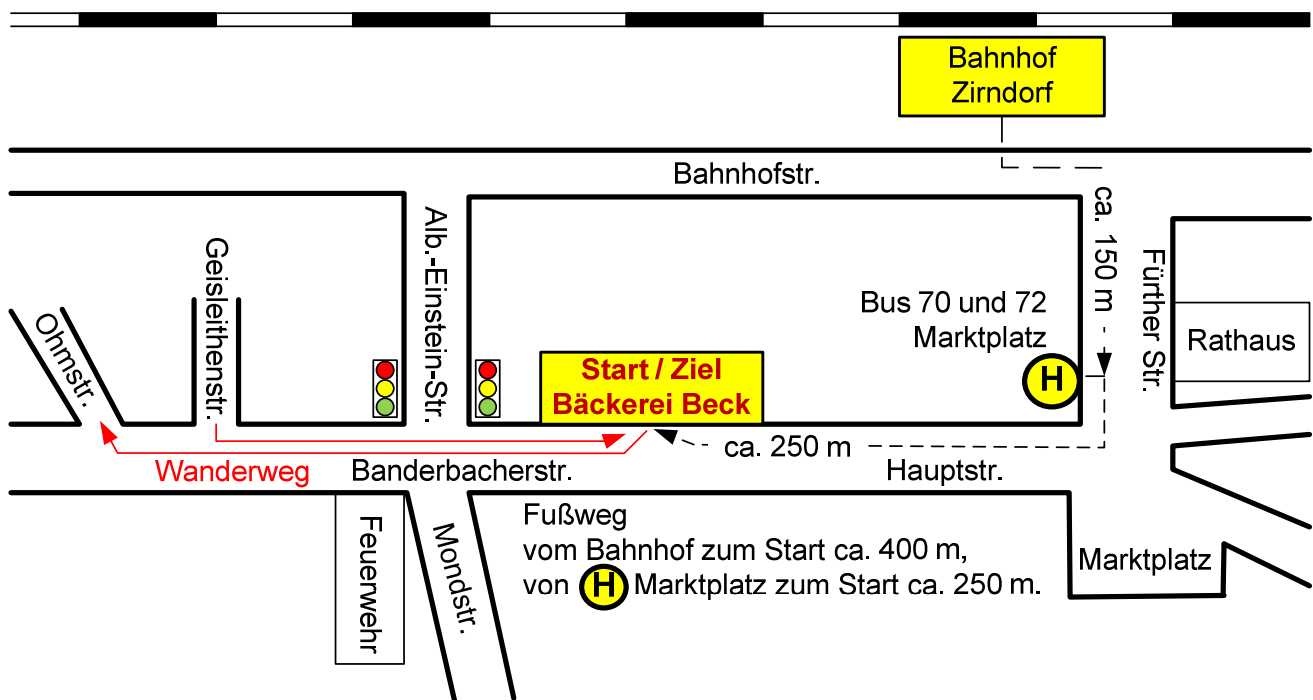 Bahnhof
Zirndorf
Bahnhofstr.
ca. 150 m
Alb.-Einstein-Str.
Geisleithenstr.
Fürther Str.
Bus 70 und 72
Marktplatz
Ohmstr.
Rathaus
H
Start / Ziel
Bäckerei Beck
ca. 250 m
Wanderweg
Banderbacherstr.
Hauptstr.
Feuerwehr
Mondstr.
Fußweg
vom Bahnhof zum Start ca. 400 m,
von H Marktplatz zum Start ca. 250 m.
Marktplatz